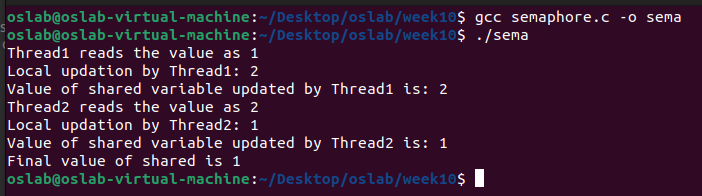 oslab@oslab-virtual-machine:~/Desktop/oslab/week10$ gcc semaphore.c -o sema
oslab@oslab-virtual-machine:~/Desktop/oslab/week10$ ./sema
Thread1 reads the value as 1
Local updation by Thread1: 2
Value of shared variable updated by Thread1 is: 2
Thread2 reads the value as 2
Local updation by Thread2: 1
Value of shared variable updated by Thread2 is: 1
Final value of shared is 1
oslab@oslab-virtual-machine:~/Desktop/oslab/week10$